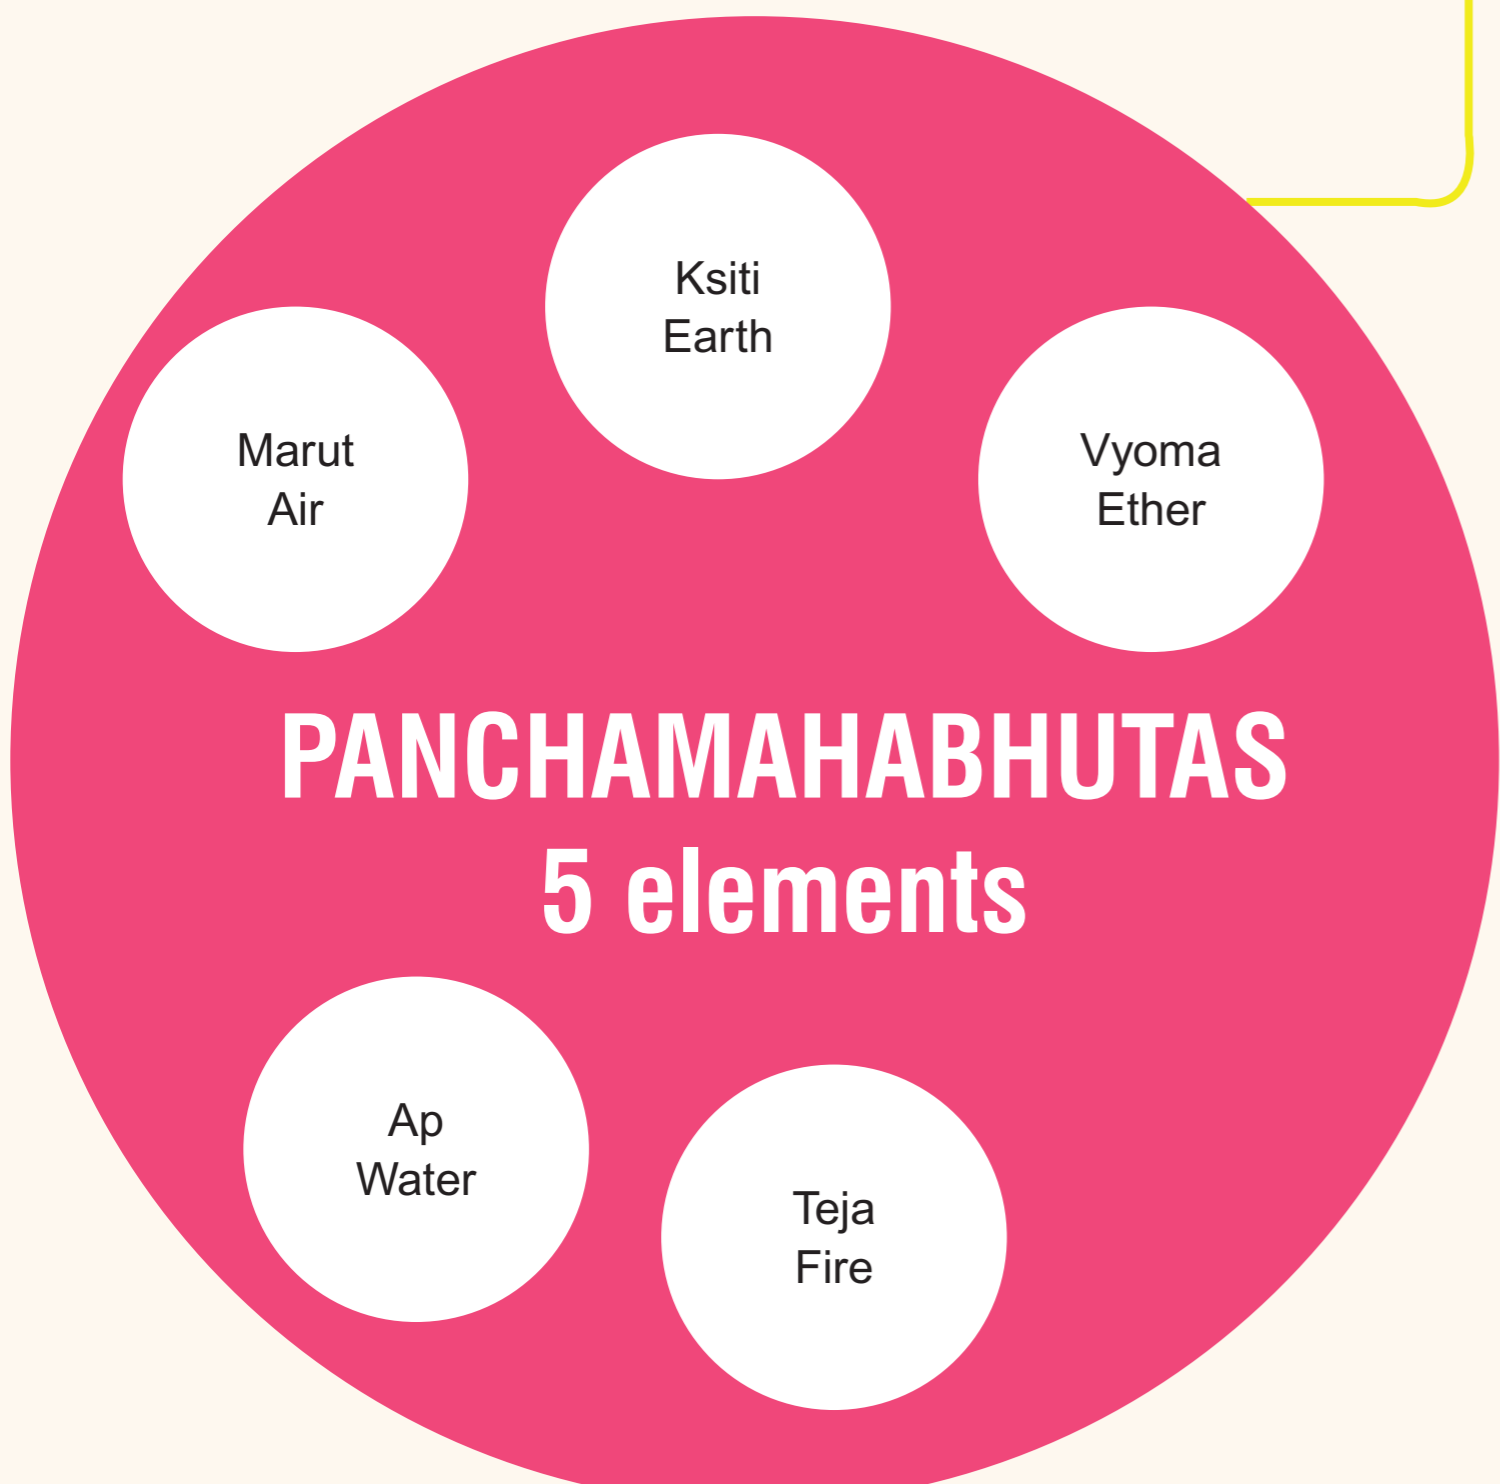 Ksiti
Earth
Marut
Air
Vyoma
Ether
PANCHAMAHABHUTAS
5 elements
Ap
Water
Teja
Fire